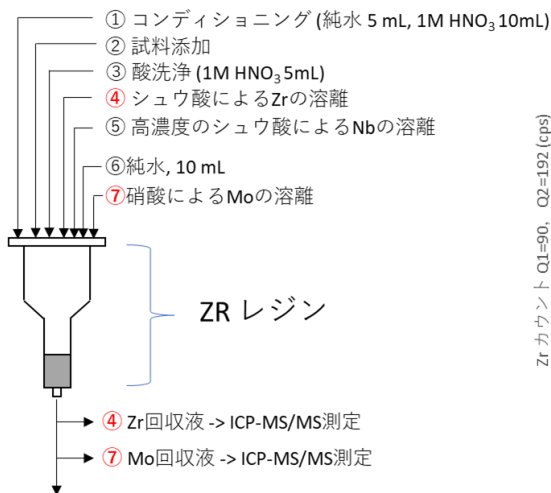 ① コンディショニング (純水 5 mL, 1M HNO₃ 10mL)
② 試料添加
③ 酸洗浄 (1M HNO₃ 5mL)
④ シュウ酸によるZrの溶離
⑤ 高濃度のシュウ酸によるNbの溶離
⑥純水, 10 mL
⑦硝酸によるMoの溶離
ZR レジン
④ Zr回収液 -> ICP-MS/MS測定
⑦ Mo回収液 -> ICP-MS/MS測定
Zr カウント Q1=90, Q2=192 (cps)